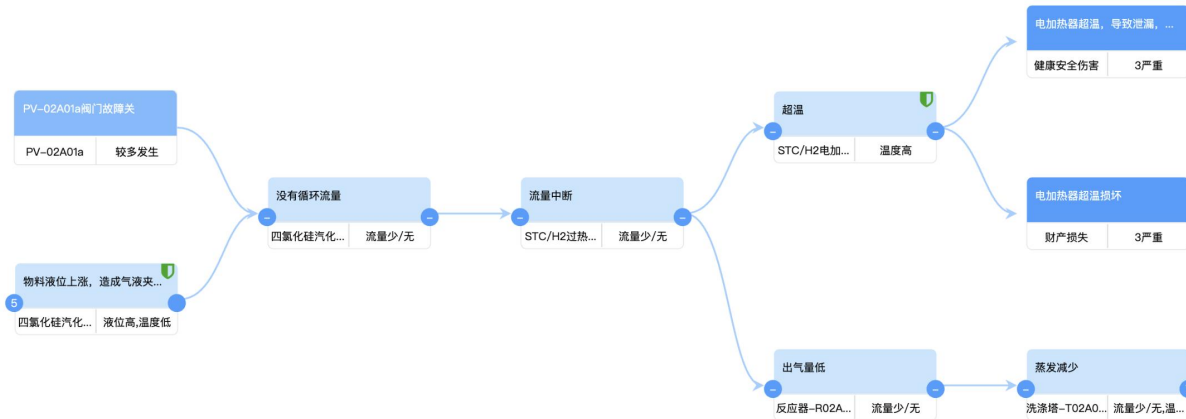 电加热器超温，导致泄漏，...
健康安全伤害 3严重
PV-02A01a阀门故障关
PV-02A01a 较多发生
超温
STC/H2电加... 温度高
没有循环流量
四氯化硅汽化... 流量少/无
流量中断
STC/H2过热... 流量少/无
电加热器超温损坏
财产损失 3严重
物料液位上涨，造成气液夹...
5
四氯化硅汽化... 液位高,温度低
出气量低
反应器-R02A... 流量少/无
蒸发减少
洗涤塔-T02A0... 流量少/无,温...